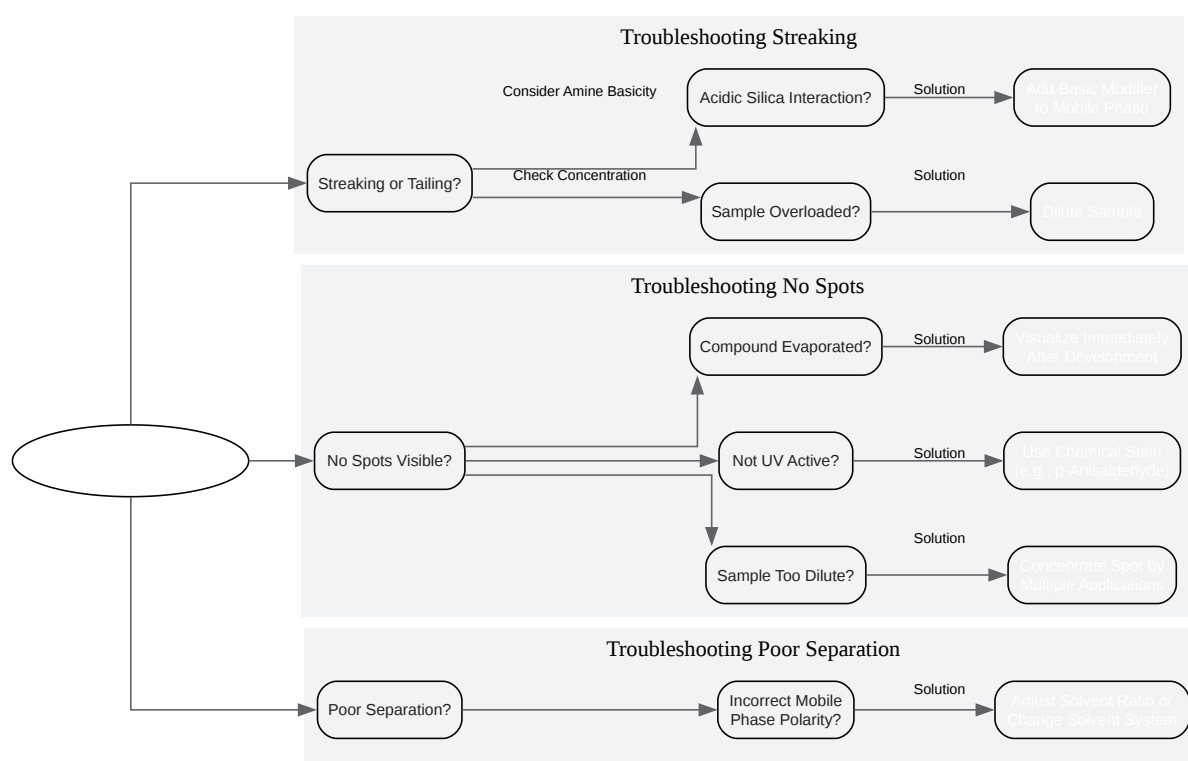 Troubleshooting Streaking
Consider Amine Basicity
Acidic Silica Interaction?
Solution
Add Basic Modifier
to Mobile Phase
Streaking or Tailing?
Check Concentration
Sample Overloaded?
Solution
Dilute Sample
Troubleshooting No Spots
Compound Evaporated?
Solution
Visualize Immediately
After Development
No Spots Visible?
Not UV Active?
Solution
Use Chemical Stain
(e.g., p-Anisaldehyde)
Sample Too Dilute?
Solution
Concentrate Spot by
Multiple Applications
Troubleshooting Poor Separation
Poor Separation?
Incorrect Mobile
Phase Polarity?
Solution
Adjust Solvent Ratio or
Change Solvent System